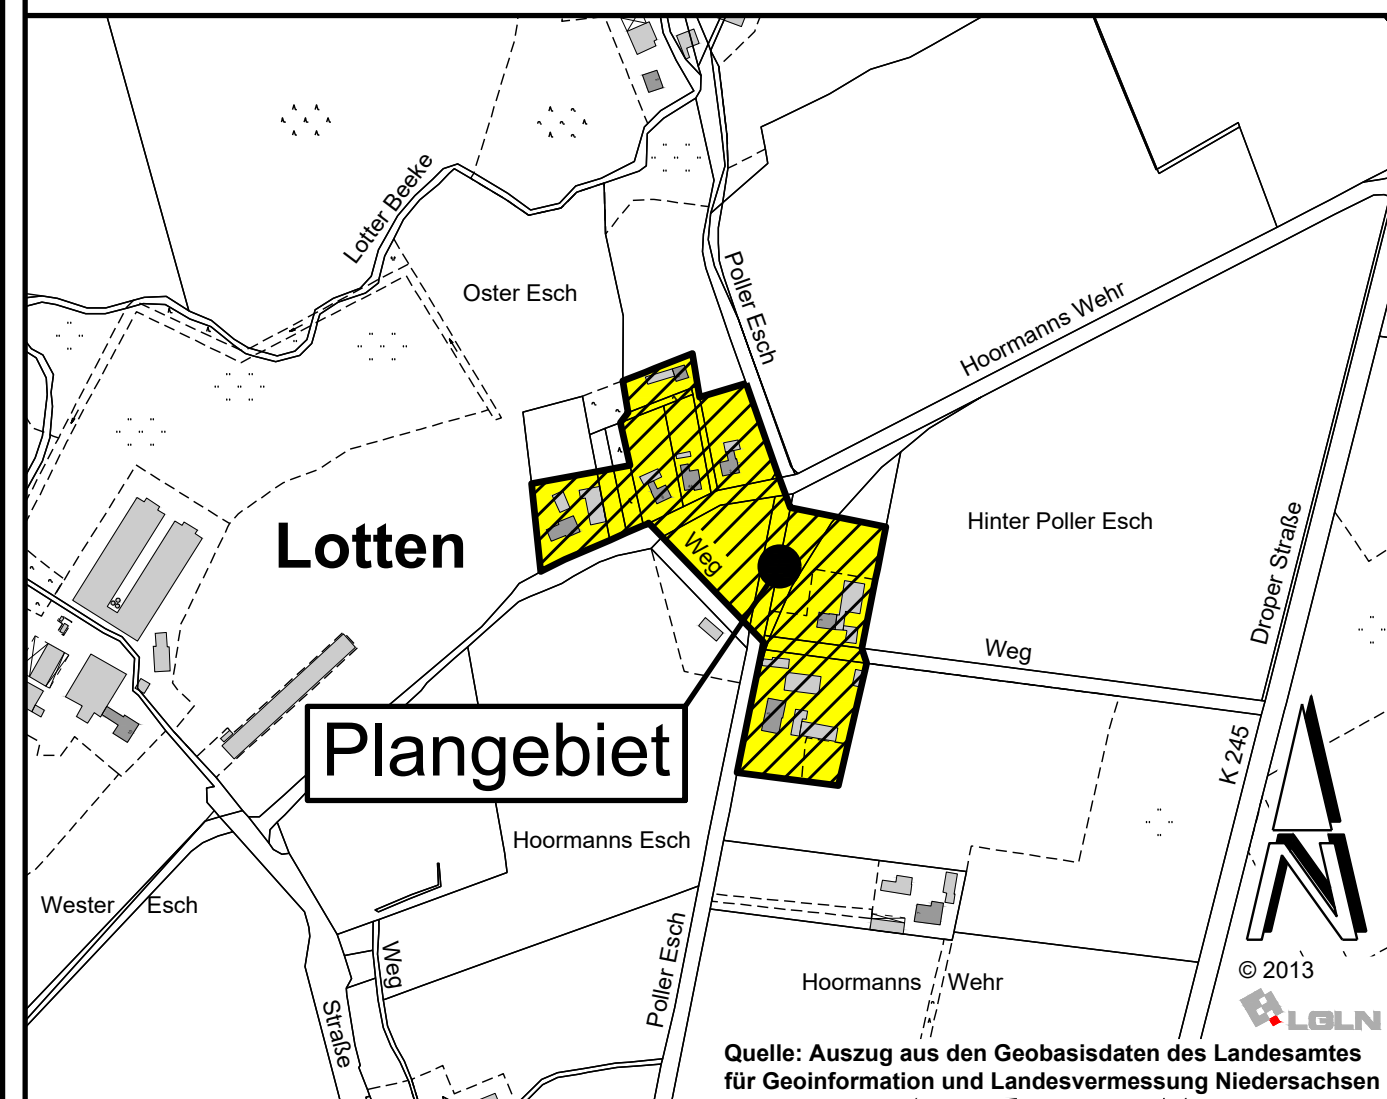 Lotter Beeke
Oster Esch
Poller Esch
Hoormanns Wehr
Lotten
Weg
Hinter Poller Esch
Droper Straße
Weg
Plangebiet
K 245
Hoormanns Esch
Wester Esch
Weg
Straße
Poller Esch
Hoormanns Wehr
N
© 2013
LGLN
Quelle: Auszug aus den Geobasisdaten des Landesamtes
für Geoinformation und Landesvermessung Niedersachsen